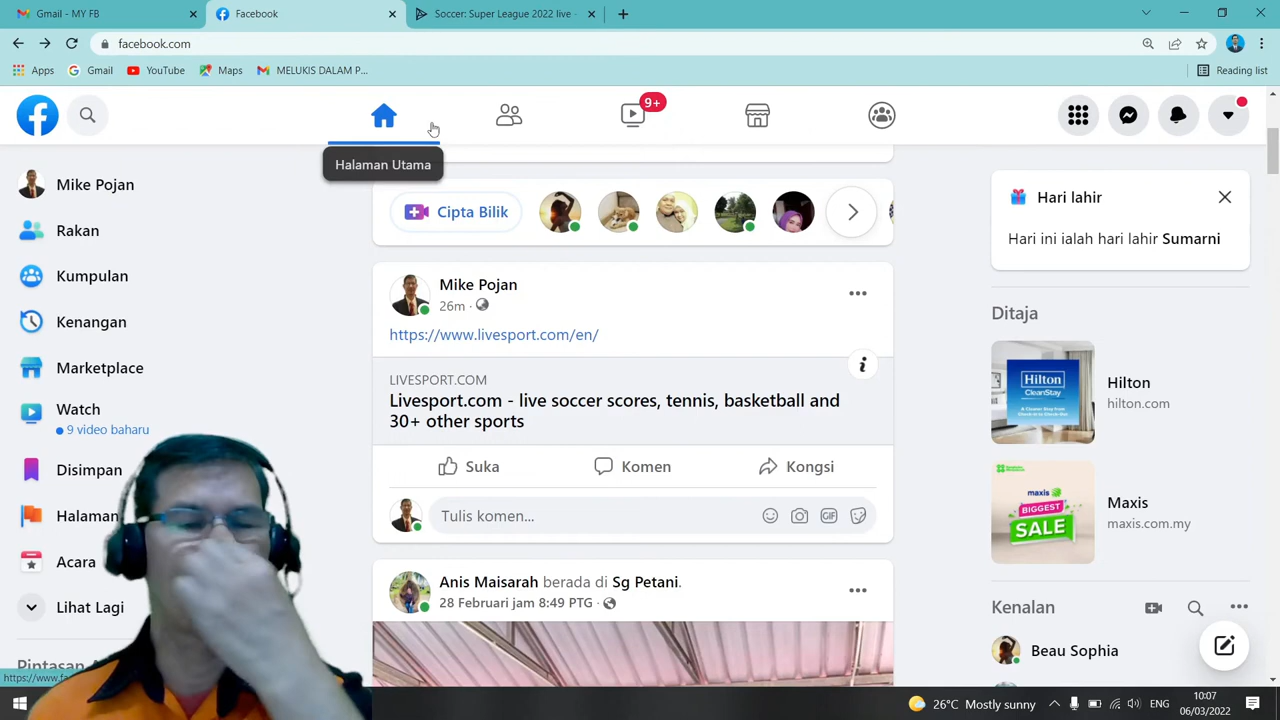 Gmail - MY FB
Facebook
Soccer: Super League 2022 live -
facebook.com
Apps
Gmail
YouTube
Maps
MELUKIS DALAM P...
Reading list
9+
Halaman Utama
Mike Pojan
Rakan
Kumpulan
Kenangan
Marketplace
Watch
9 video baharu
Disimpan
Halaman
Acara
Lihat Lagi
https://www.
Cipta Bilik
Mike Pojan
26m ·
https://www.livesport.com/en/
LIVESPORT.COM
Livesport.com - live soccer scores, tennis, basketball and
30+ other sports
Suka
Komen
Kongsi
Tulis komen...
GIF
Anis Maisarah berada di Sg Petani.
28 Februari jam 8:49 PTG ·
Hari lahir
Hari ini ialah hari lahir Sumarni
Ditaja
Hilton
CleanStay
Hilton
hilton.com
maxis
BIGGEST
SALE
Maxis
maxis.com.my
Kenalan
Beau Sophia
26°C Mostly sunny
ENG
10:07
06/03/2022